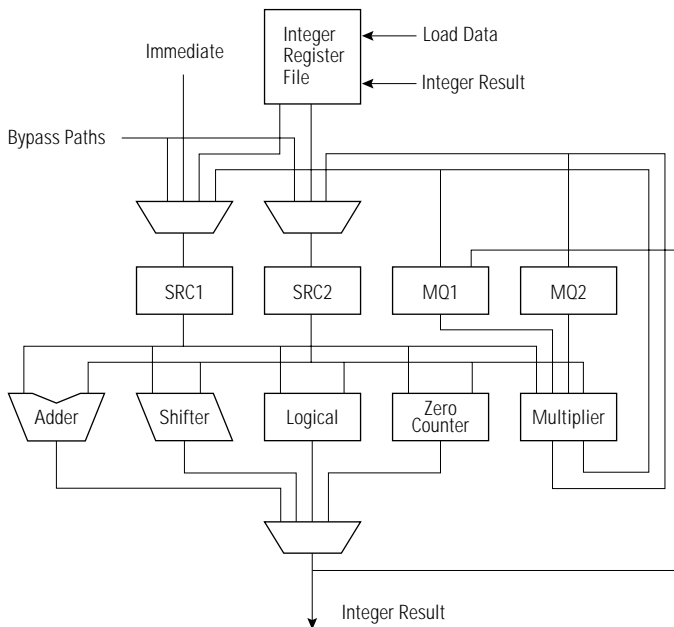 Integer
Register
File
Load Data
Integer Result
Immediate
Bypass Paths
SRC1
SRC2
MQ1
MQ2
Adder
Shifter
Logical
Zero
Counter
Multiplier
Integer Result